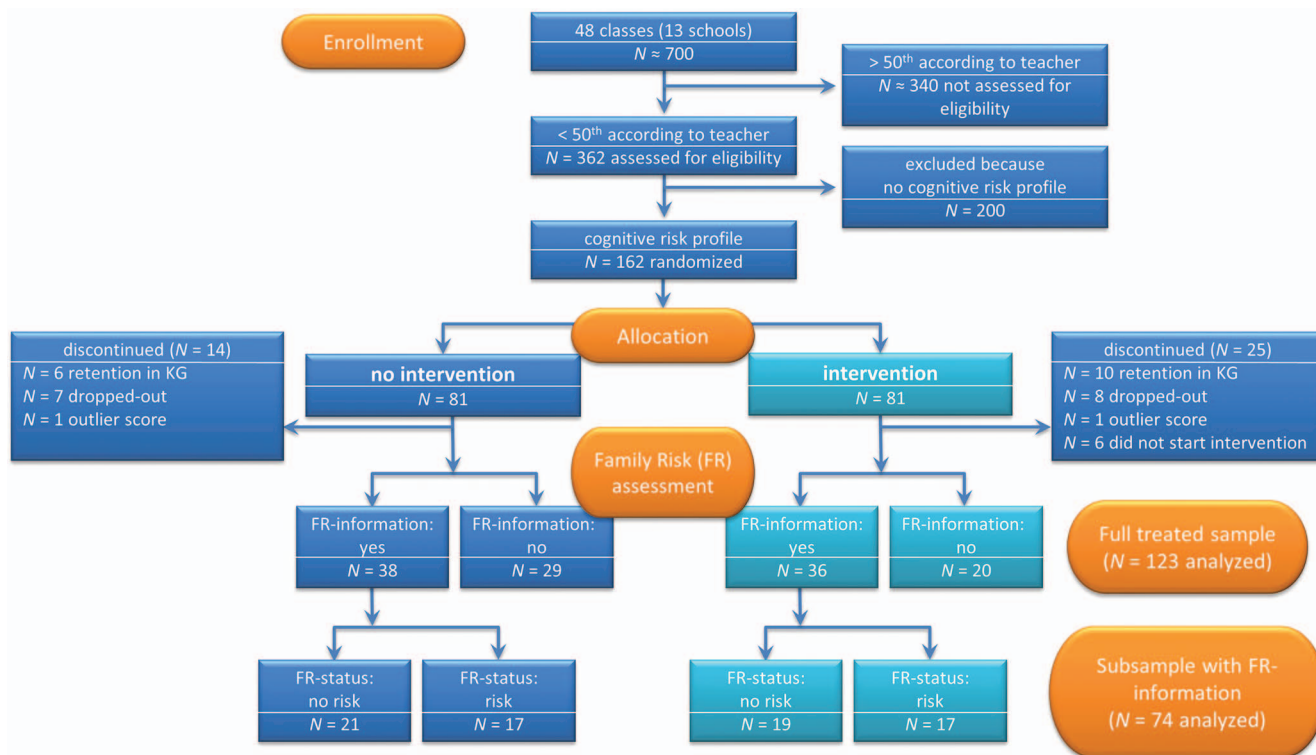 Enrollment
48 classes (13 schools)
N ≈ 700
> 50th according to teacher
N ≈ 340 not assessed for
eligibility
< 50th according to teacher
N = 362 assessed for eligibility
excluded because
no cognitive risk profile
N = 200
cognitive risk profile
N = 162 randomized
Allocation
discontinued (N = 14)
N = 6 retention in KG
N = 7 dropped-out
N = 1 outlier score
no intervention
N = 81
intervention
N = 81
discontinued (N = 25)
N = 10 retention in KG
N = 8 dropped-out
N = 1 outlier score
N = 6 did not start intervention
Family Risk (FR)
assessment
FR-information:
yes
N = 38
FR-information:
no
N = 29
FR-information:
yes
N = 36
FR-information:
no
N = 20
Full treated sample
(N = 123 analyzed)
FR-status:
no risk
N = 21
FR-status:
risk
N = 17
FR-status:
no risk
N = 19
FR-status:
risk
N = 17
Subsample with FR-
information
(N = 74 analyzed)